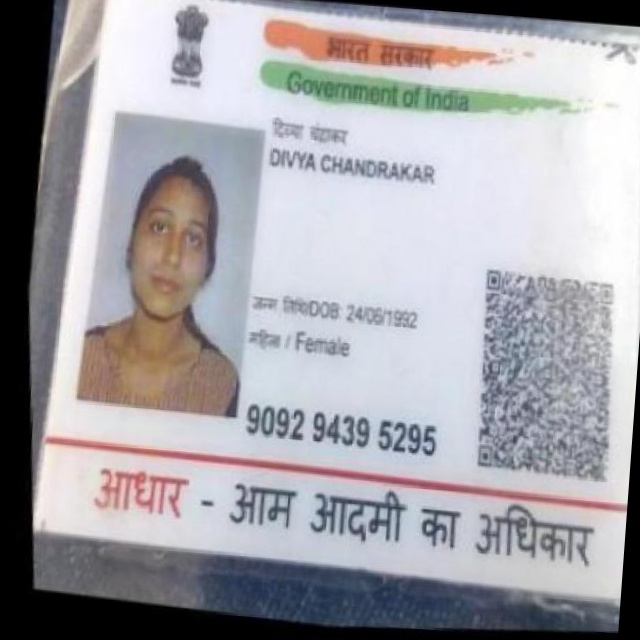 भारत सरकार
Government of India
दिव्या चंद्राकर
DIVYA CHANDRAKAR
जन्म तिथि/DOB: 24/06/1992
महिला / Female
9092 9439 5295
आधार - आम आदमी का अधिकार